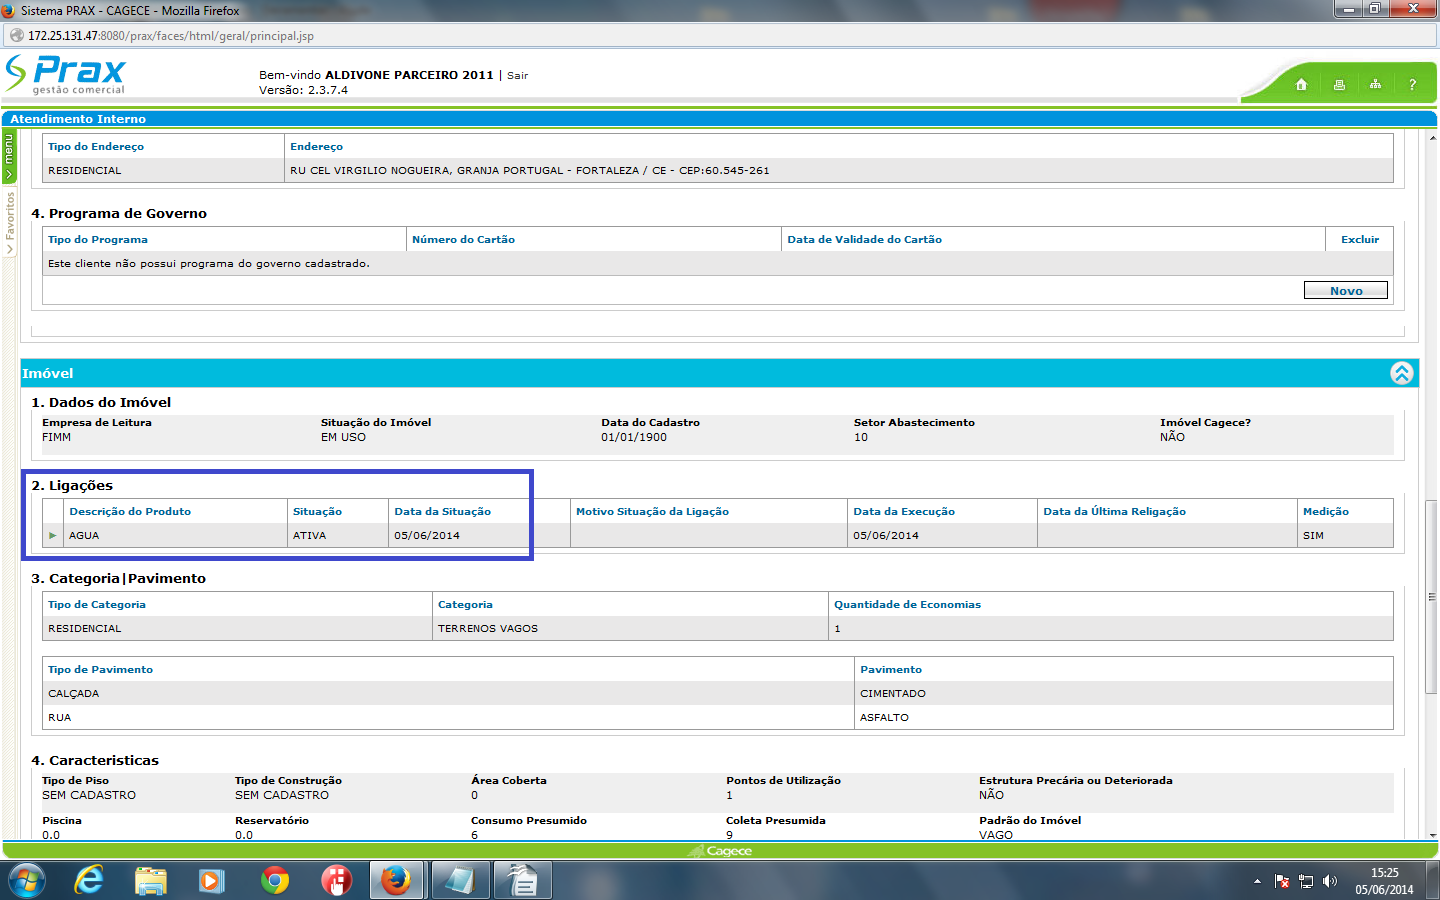 Sistema PRAX - CAGECE - Mozilla Firefox
172.25.131.47:8080/prax/faces/html/geral/principal.jsp
Prax
gestão comercial
Bem-vindo ALDIVONE PARCEIRO 2011 | Sair
Versão: 2.3.7.4
?
Atendimento Interno
menu
Favoritos
Tipo do Endereço Endereço
RESIDENCIAL RU CEL VIRGILIO NOGUEIRA, GRANJA PORTUGAL - FORTALEZA / CE - CEP:60.545-261
4. Programa de Governo
Tipo do Programa Número do Cartão Data de Validade do Cartão Excluir
Este cliente não possui programa do governo cadastrado.
Novo
Imóvel
1. Dados do Imóvel
Empresa de Leitura Situação do Imóvel Data do Cadastro Setor Abastecimento Imóvel Cagece?
FIMM EM USO 01/01/1900 10 NÃO
2. Ligações
Descrição do Produto Situação Data da Situação Motivo Situação da Ligação Data da Execução Data da Última Religação Medição
AGUA ATIVA 05/06/2014 05/06/2014 SIM
3. Categoria|Pavimento
Tipo de Categoria Categoria Quantidade de Economias
RESIDENCIAL TERRENOS VAGOS 1
Tipo de Pavimento Pavimento
CALÇADA CIMENTADO
RUA ASFALTO
4. Caracteristicas
Tipo de Piso Tipo de Construção Área Coberta Pontos de Utilização Estrutura Precária ou Deteriorada
SEM CADASTRO SEM CADASTRO 0 1 NÃO
Piscina Reservatório Consumo Presumido Coleta Presumida Padrão do Imóvel
0.0 0.0 6 9 VAGO
Cagece
15:25
05/06/2014